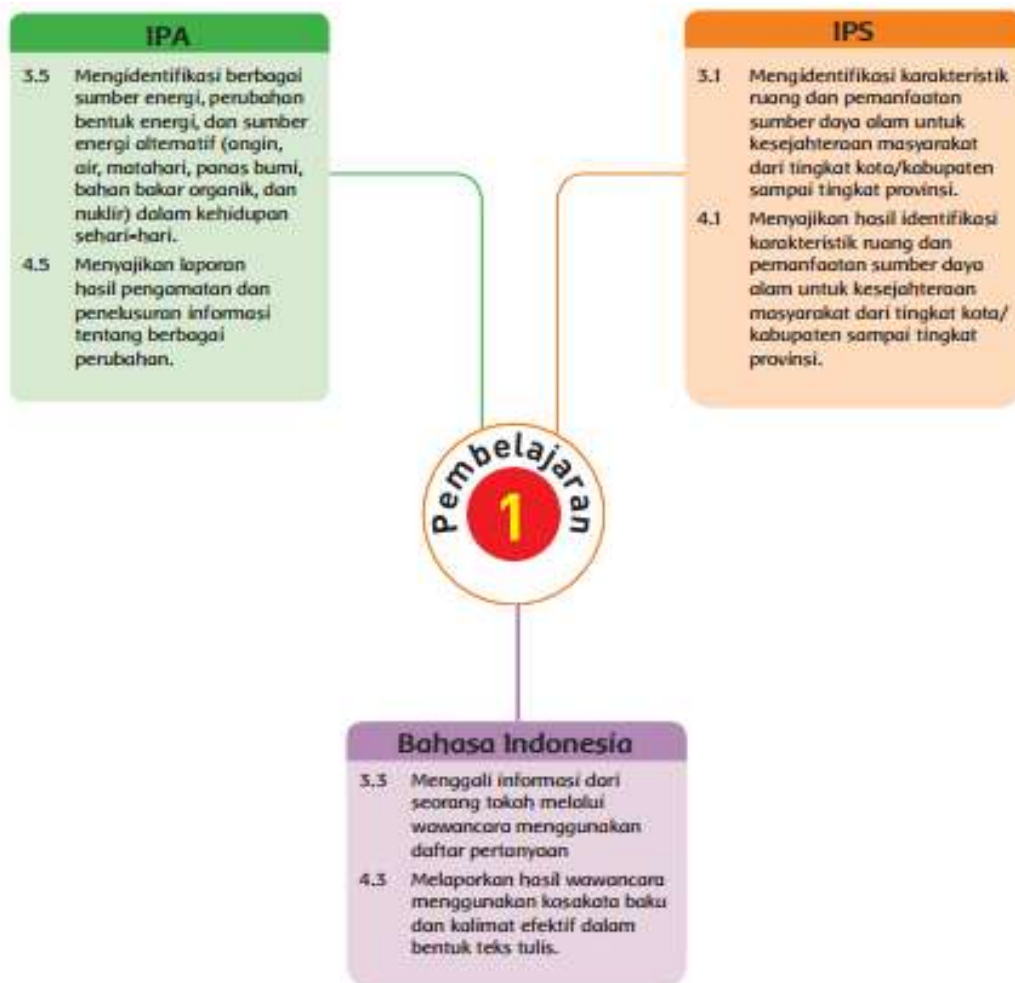 IPA
3.5 Mengidentifikasi berbagai
sumber energi, perubahan
bentuk energi, dan sumber
energi alternatif (angin,
air, matahari, panas bumi,
bahan bakar organik, dan
nuklir) dalam kehidupan
sehari-hari.
4.5 Menyajikan laporan
hasil pengamatan dan
penelusuran informasi
tentang berbagai
perubahan.
IPS
3.1 Mengidentifikasi karakteristik
ruang dan pemanfaatan
sumber daya alam untuk
kesejahteraan masyarakat
dari tingkat kota/kabupaten
sampai tingkat provinsi.
4.1 Menyajikan hasil identifikasi
karakteristik ruang dan
pemanfaatan sumber daya
alam untuk kesejahteraan
masyarakat dari tingkat kota/
kabupaten sampai tingkat
provinsi.
Pembelajaran
1
Bahasa Indonesia
3.3 Menggali informasi dari
seorang tokoh melalui
wawancara menggunakan
daftar pertanyaan
4.3 Melaporkan hasil wawancara
menggunakan kosakata baku
dan kalimat efektif dalam
bentuk teks tulis.